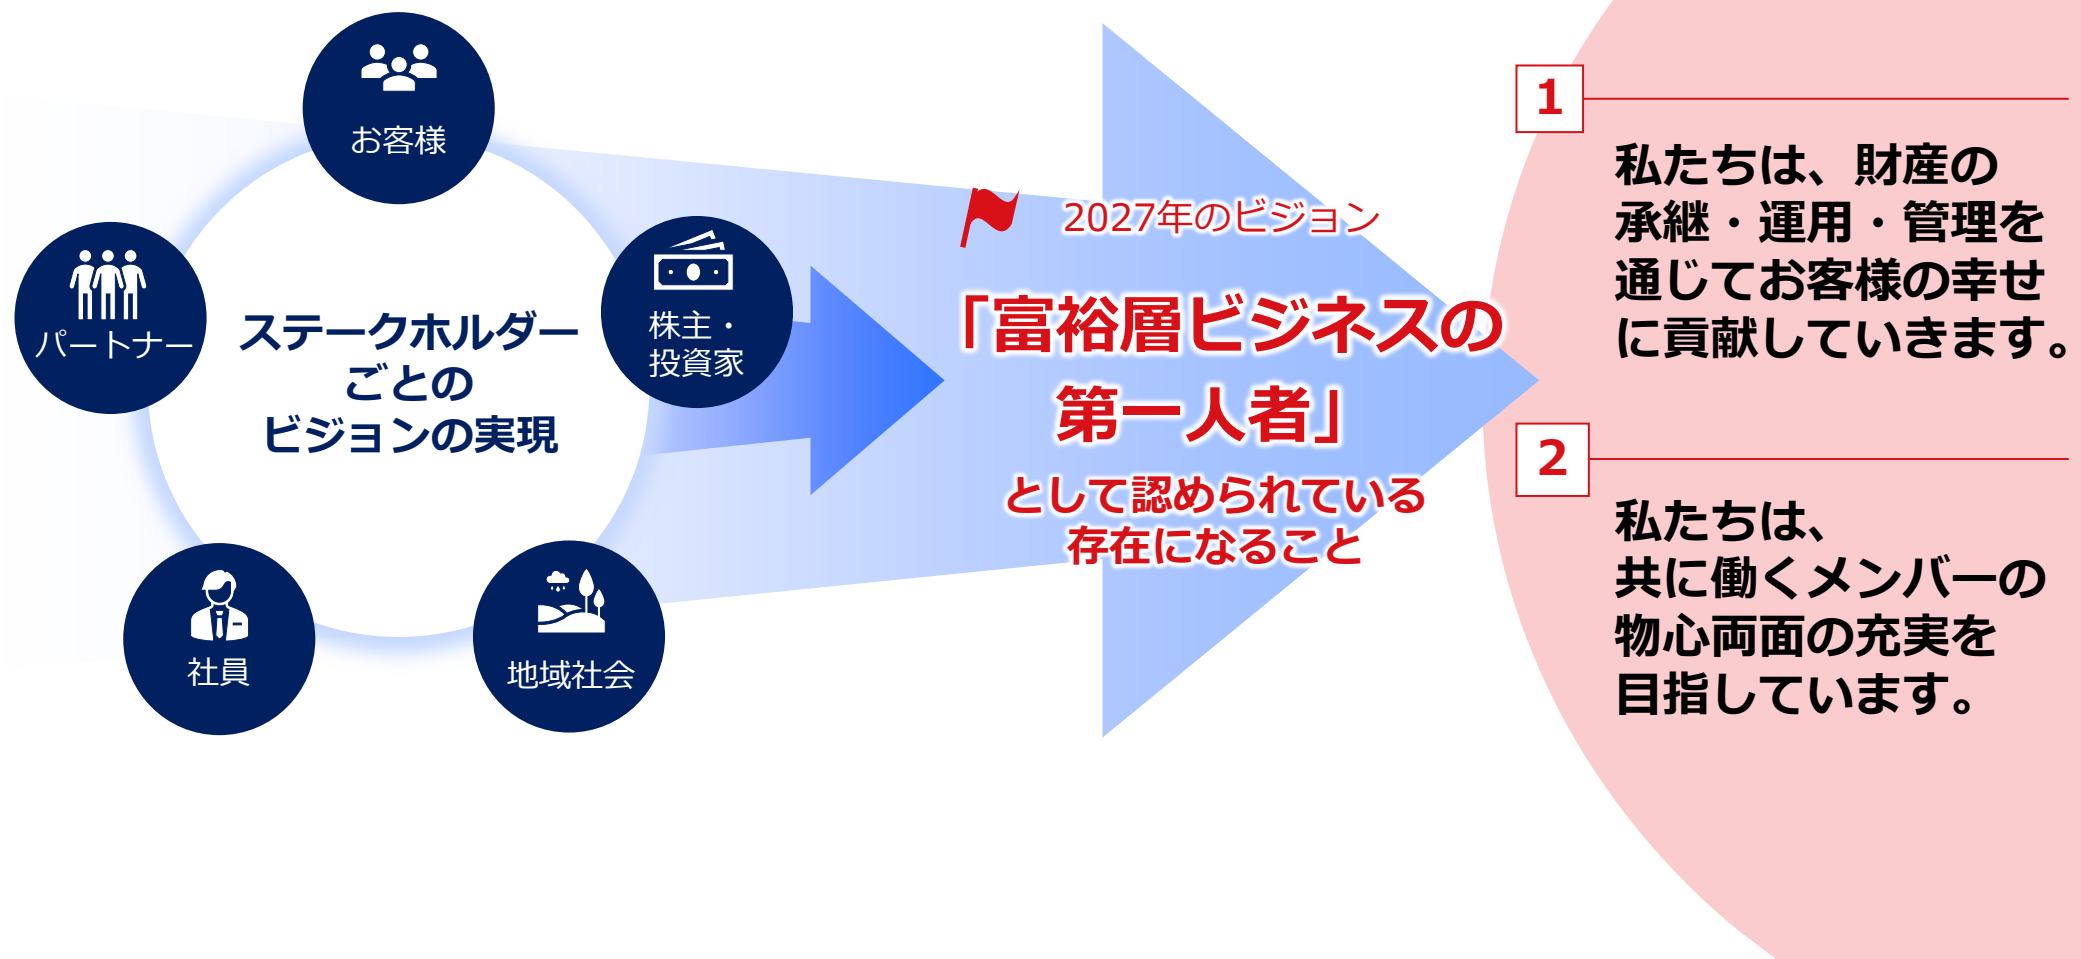 お客様
パートナー
株主・
投資家
社員
地域社会
ステークホルダー
ごとの
ビジョンの実現
2027年のビジョン
「富裕層ビジネスの
第一人者」
として認められている
存在になること
1
私たちは、財産の
承継・運用・管理を
通じてお客様の幸せ
に貢献していきます。
2
私たちは、
共に働くメンバーの
物心両面の充実を
目指しています。